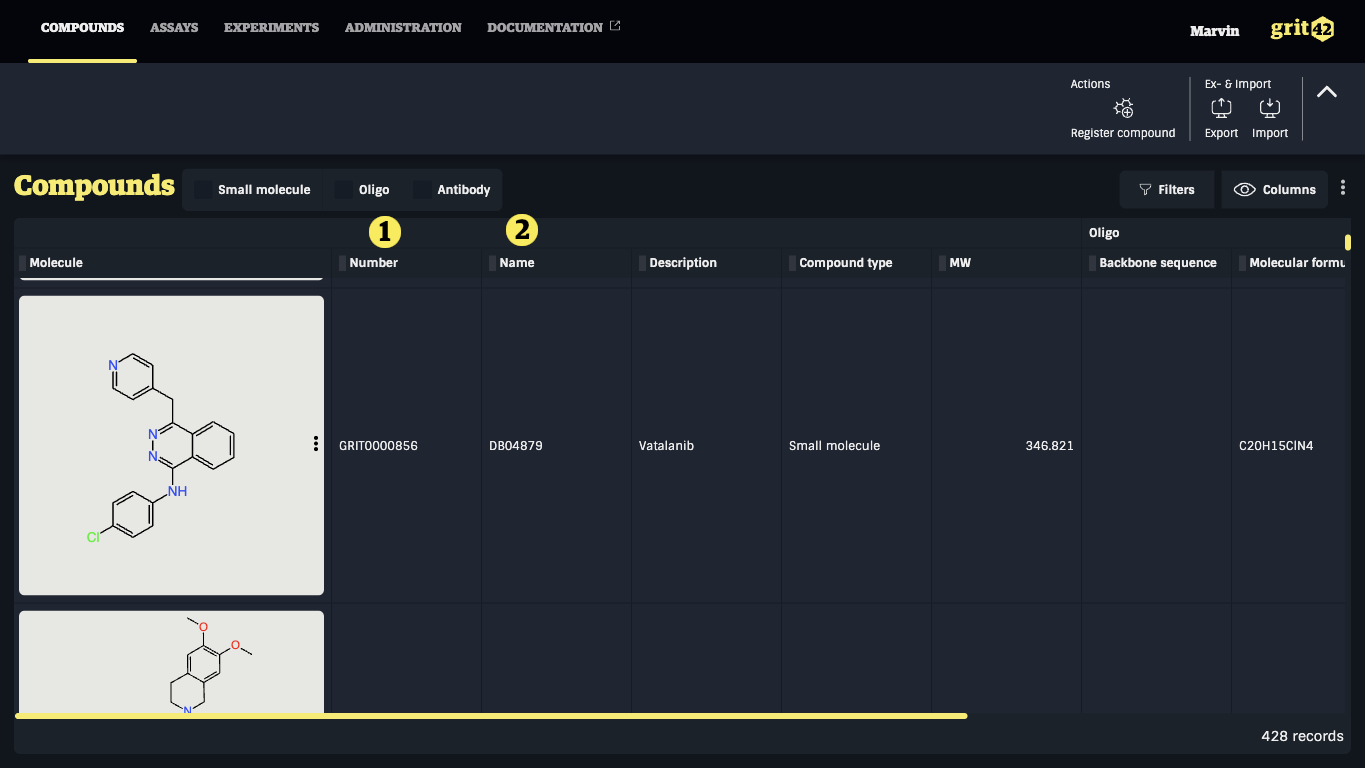 COMPOUNDS ASSAYS EXPERIMENTS ADMINISTRATION DOCUMENTATION Marvin grit42
Actions Ex- & Import
Register compound Export Import
Compounds Small molecule Oligo Antibody Filters Columns
1 2 Oligo
Molecule Number Name Description Compound type MW Backbone sequence Molecular formu
N
N
N
NH
Cl
GRIT0000856 DB04879 Vatalanib Small molecule 346.821 C20H15ClN4
O
O
N
428 records